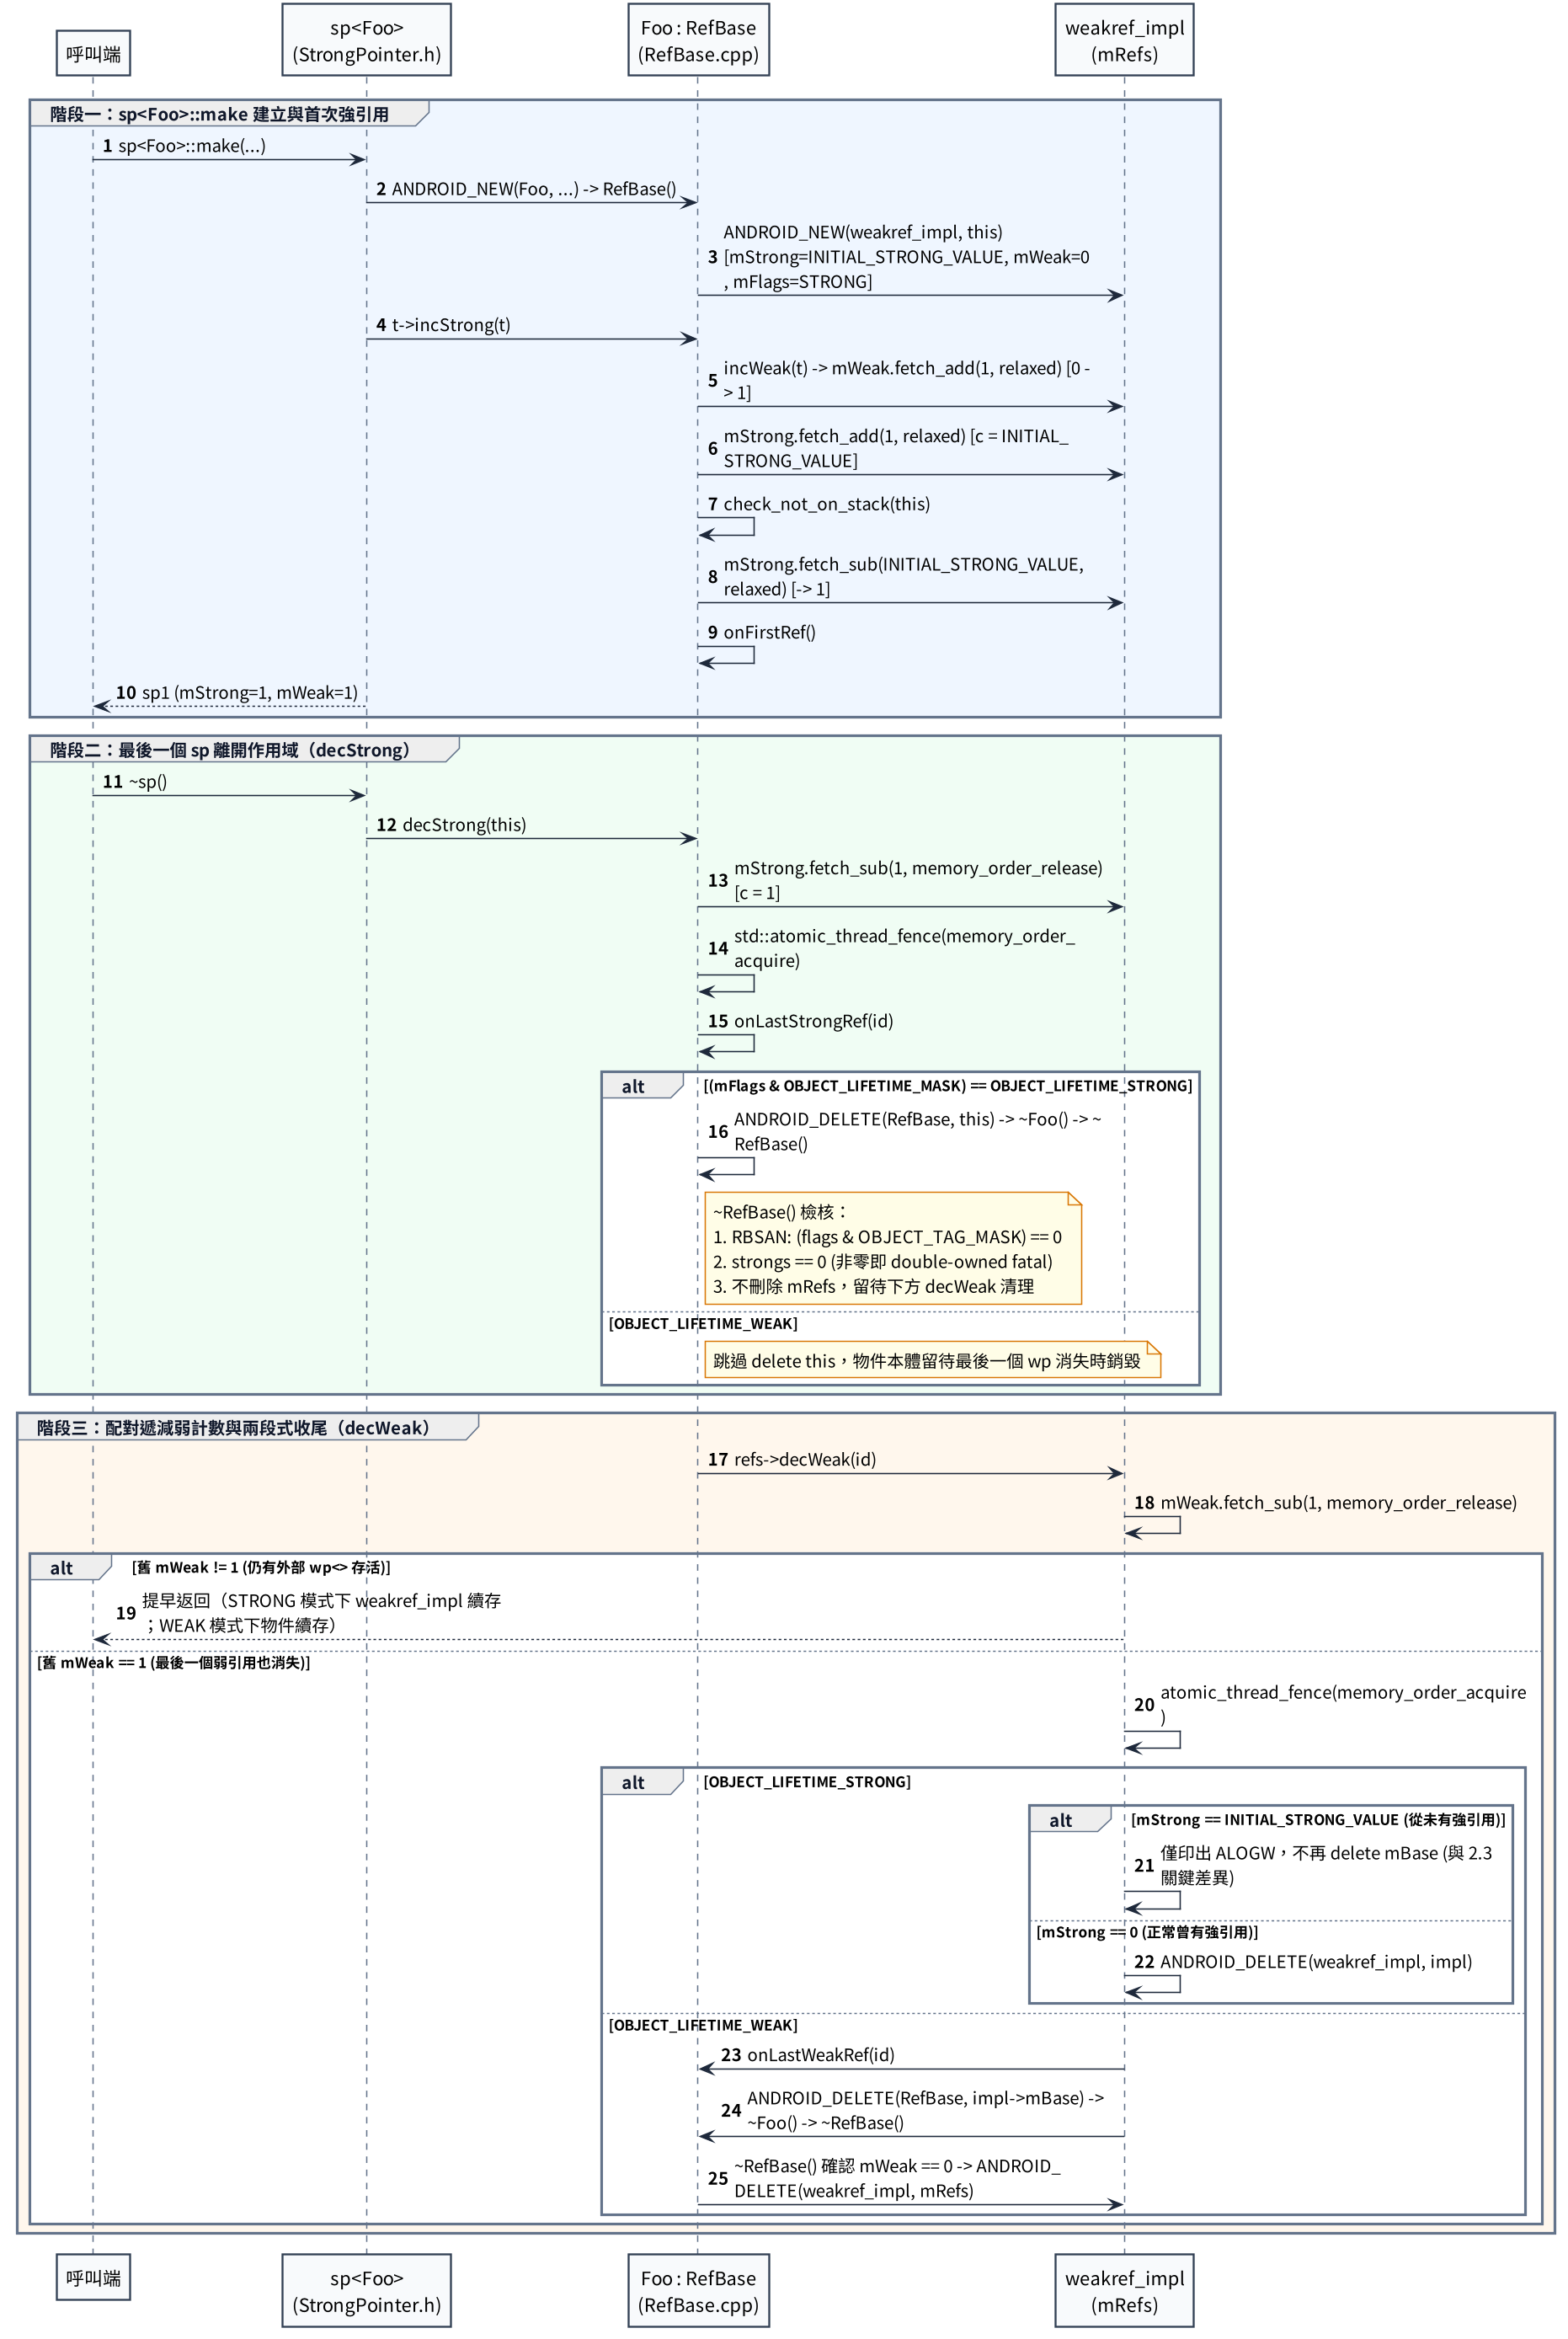 呼叫端
sp<Foo>
(StrongPointer.h)
Foo : RefBase
(RefBase.cpp)
weakref_impl
(mRefs)
階段一：sp<Foo>::make 建立與首次強引用
1 sp<Foo>::make(...)
2 ANDROID_NEW(Foo, ...) -> RefBase()
3 ANDROID_NEW(weakref_impl, this)
[mStrong=INITIAL_STRONG_VALUE, mWeak=0
, mFlags=STRONG]
4 t->incStrong(t)
5 incWeak(t) -> mWeak.fetch_add(1, relaxed) [0 -
> 1]
6 mStrong.fetch_add(1, relaxed) [c = INITIAL_
STRONG_VALUE]
7 check_not_on_stack(this)
8 mStrong.fetch_sub(INITIAL_STRONG_VALUE,
relaxed) [-> 1]
9 onFirstRef()
10 sp1 (mStrong=1, mWeak=1)
階段二：最後一個 sp 離開作用域（decStrong）
11 ~sp()
12 decStrong(this)
13 mStrong.fetch_sub(1, memory_order_release)
[c = 1]
14 std::atomic_thread_fence(memory_order_
acquire)
15 onLastStrongRef(id)
alt [(mFlags & OBJECT_LIFETIME_MASK) == OBJECT_LIFETIME_STRONG]
16 ANDROID_DELETE(RefBase, this) -> ~Foo() -> ~
RefBase()
~RefBase() 檢核：
1. RBSAN: (flags & OBJECT_TAG_MASK) == 0
2. strongs == 0 (非零即 double-owned fatal)
3. 不刪除 mRefs，留待下方 decWeak 清理
[OBJECT_LIFETIME_WEAK]
跳過 delete this，物件本體留待最後一個 wp 消失時銷毀
階段三：配對遞減弱計數與兩段式收尾（decWeak）
17 refs->decWeak(id)
18 mWeak.fetch_sub(1, memory_order_release)
alt [舊 mWeak != 1 (仍有外部 wp<> 存活)]
19 提早返回（STRONG 模式下 weakref_impl 續存
；WEAK 模式下物件續存）
[舊 mWeak == 1 (最後一個弱引用也消失)]
20 atomic_thread_fence(memory_order_acquire
)
alt [OBJECT_LIFETIME_STRONG]
alt [mStrong == INITIAL_STRONG_VALUE (從未有強引用)]
21 僅印出 ALOGW，不再 delete mBase (與 2.3
關鍵差異)
[mStrong == 0 (正常曾有強引用)]
22 ANDROID_DELETE(weakref_impl, impl)
[OBJECT_LIFETIME_WEAK]
23 onLastWeakRef(id)
24 ANDROID_DELETE(RefBase, impl->mBase) ->
~Foo() -> ~RefBase()
25 ~RefBase() 確認 mWeak == 0 -> ANDROID_
DELETE(weakref_impl, mRefs)
呼叫端
sp<Foo>
(StrongPointer.h)
Foo : RefBase
(RefBase.cpp)
weakref_impl
(mRefs)